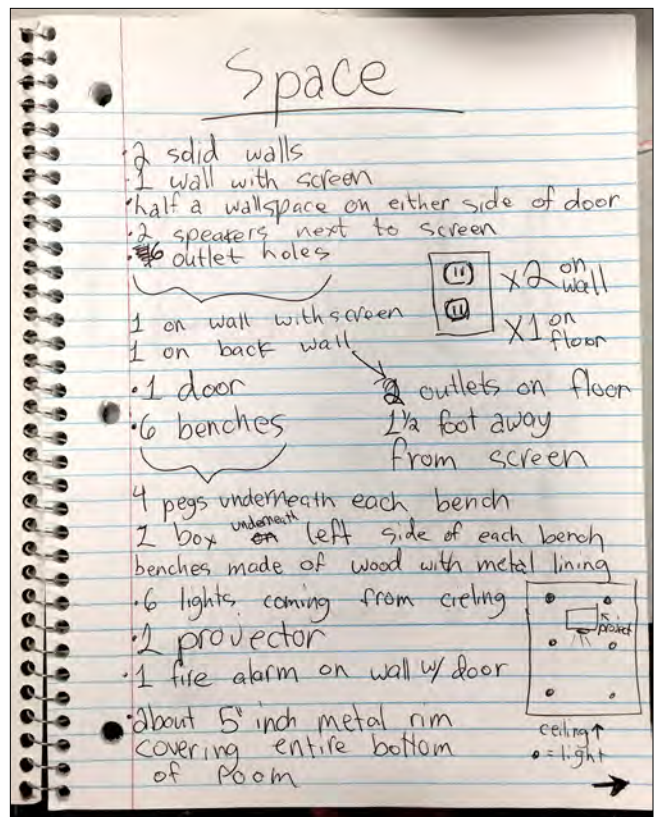 Space
·2 solid walls
·1 wall with screen
·half a wallspace on either side of door
·2 speakers next to screen
·6 outlet holes
x2 on wall
x1 on floor
1 on wall with screen
1 on back wall
2 outlets on floor
1½ foot away
from screen
·1 door
·6 benches
4 pegs underneath each bench
1 box underneath left side of each bench
benches made of wood with metal lining
·6 lights coming from cieling
·1 projector
·1 fire alarm on wall w/ door
·about 5" inch metal rim
covering entire bottom
of room
project
ceiling ↑
o = light
→